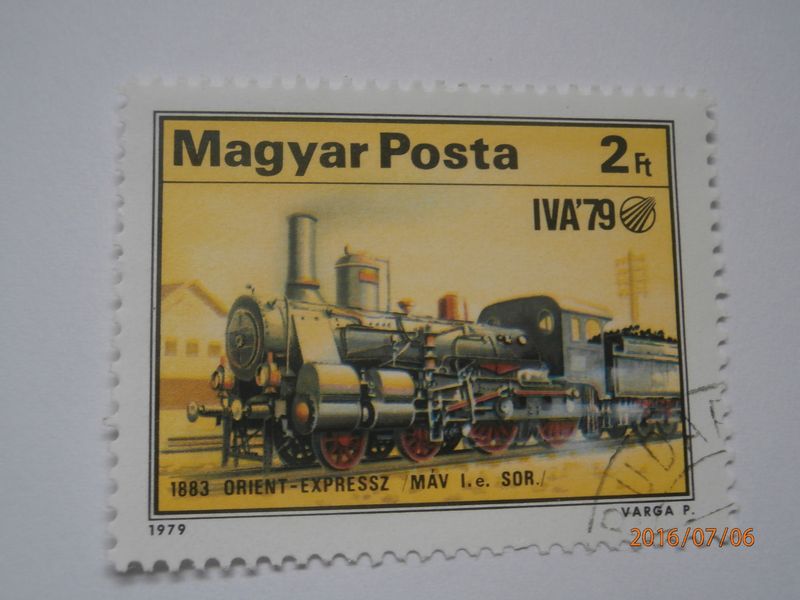 Magyar Posta 2 Ft
IVA'79
1883 ORIENT-EXPRESSZ /MÁV I.e. SOR./
1979
VARGA P.
2016/07/06